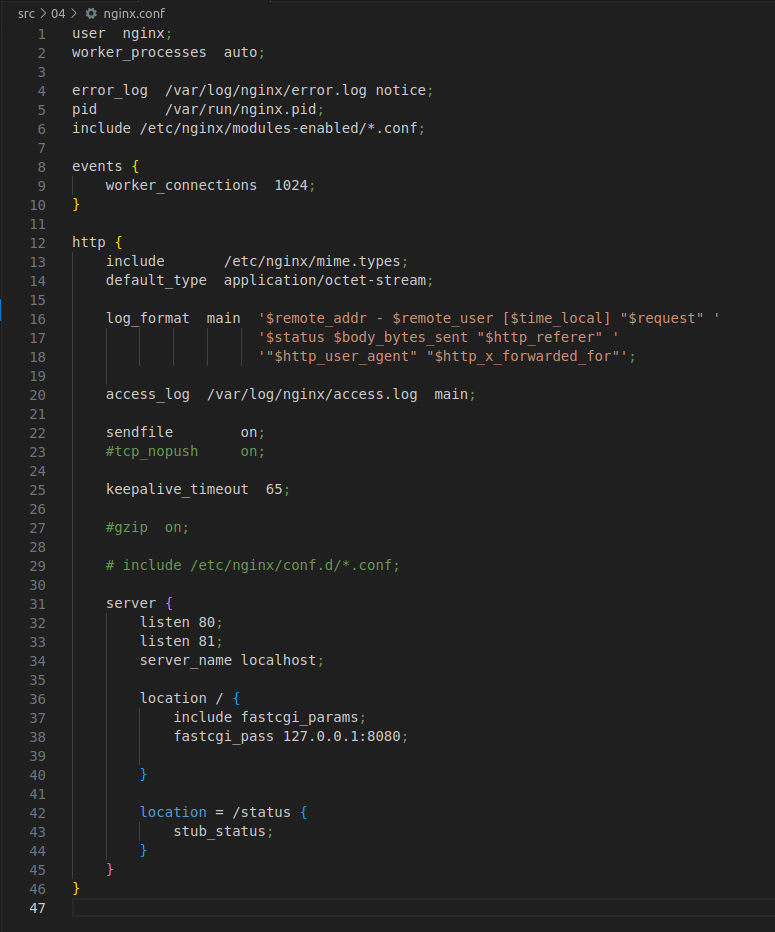 src > 04 > nginx.conf
1 user  nginx;
2 worker_processes  auto;
3
4 error_log  /var/log/nginx/error.log notice;
5 pid        /var/run/nginx.pid;
6 include /etc/nginx/modules-enabled/*.conf;
7
8 events {
9     worker_connections  1024;
10 }
11
12 http {
13     include       /etc/nginx/mime.types;
14     default_type  application/octet-stream;
15
16     log_format  main  '$remote_addr - $remote_user [$time_local] "$request" '
17                       '$status $body_bytes_sent "$http_referer" '
18                       '"$http_user_agent" "$http_x_forwarded_for"';
19
20     access_log  /var/log/nginx/access.log  main;
21
22     sendfile        on;
23     #tcp_nopush     on;
24
25     keepalive_timeout  65;
26
27     #gzip  on;
28
29     # include /etc/nginx/conf.d/*.conf;
30
31     server {
32         listen 80;
33         listen 81;
34         server_name localhost;
35
36         location / {
37             include fastcgi_params;
38             fastcgi_pass 127.0.0.1:8080;
39
40         }
41
42         location = /status {
43             stub_status;
44         }
45     }
46 }
47